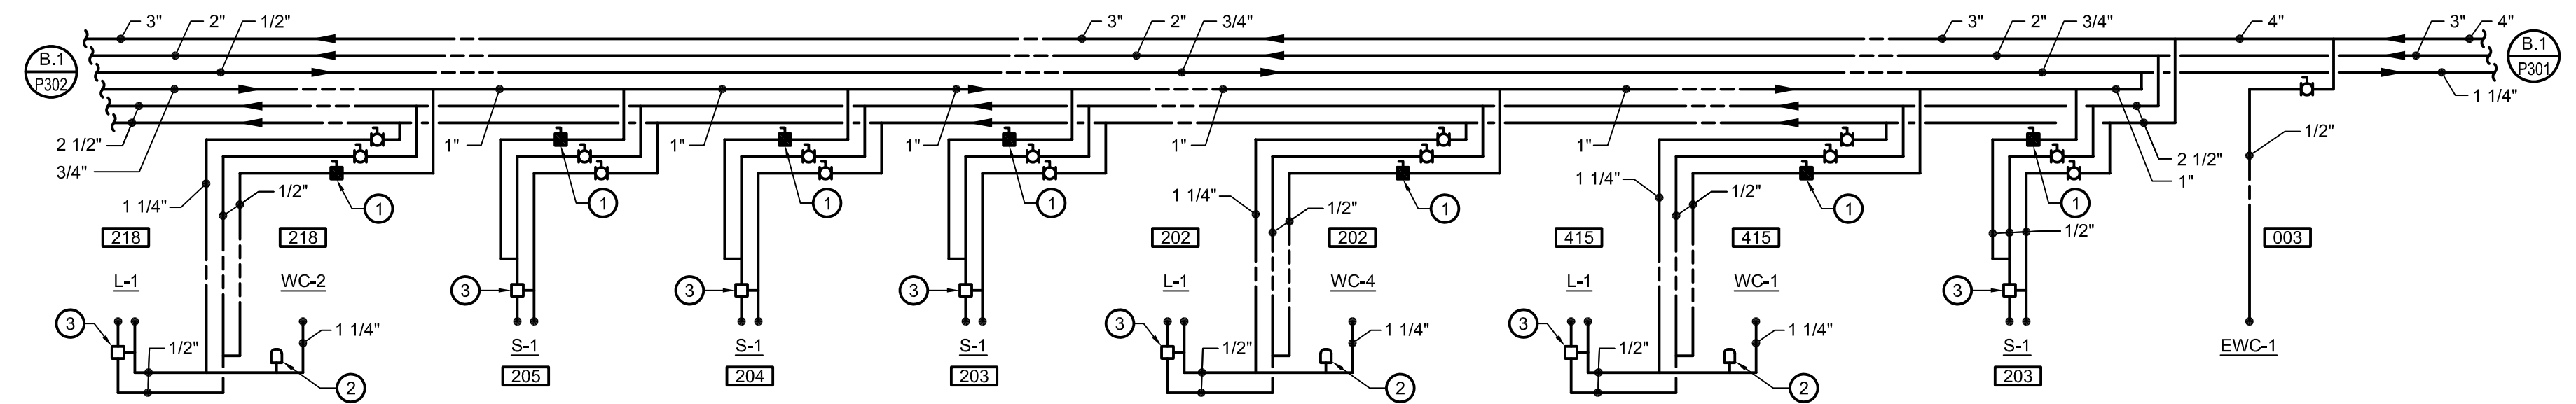 3" 2" 1/2" 3" 2" 3/4" 3" 2" 3/4" 4" 3" 4"
B.1
P302
B.1
P301
3/4" 1" 1" 1" 1" 1" 1 1/4"
2 1/2"
3/4"
2 1/2"
1"
1/2"
1 1/4" 1/2" 1 1/4" 1/2" 1 1/4" 1/2" 1/2"
1 1 1 1 1 1 1
218 218 202 202 415 415 003
L-1 WC-2 L-1 WC-4 L-1 WC-1
3 3 3 3
3 1/2" 1 1/4" 3 1/2" 1 1/4" 3 1/2" 1 1/4"
S-1 S-1 S-1 S-1 EWC-1
205 204 203 203
2 2 2